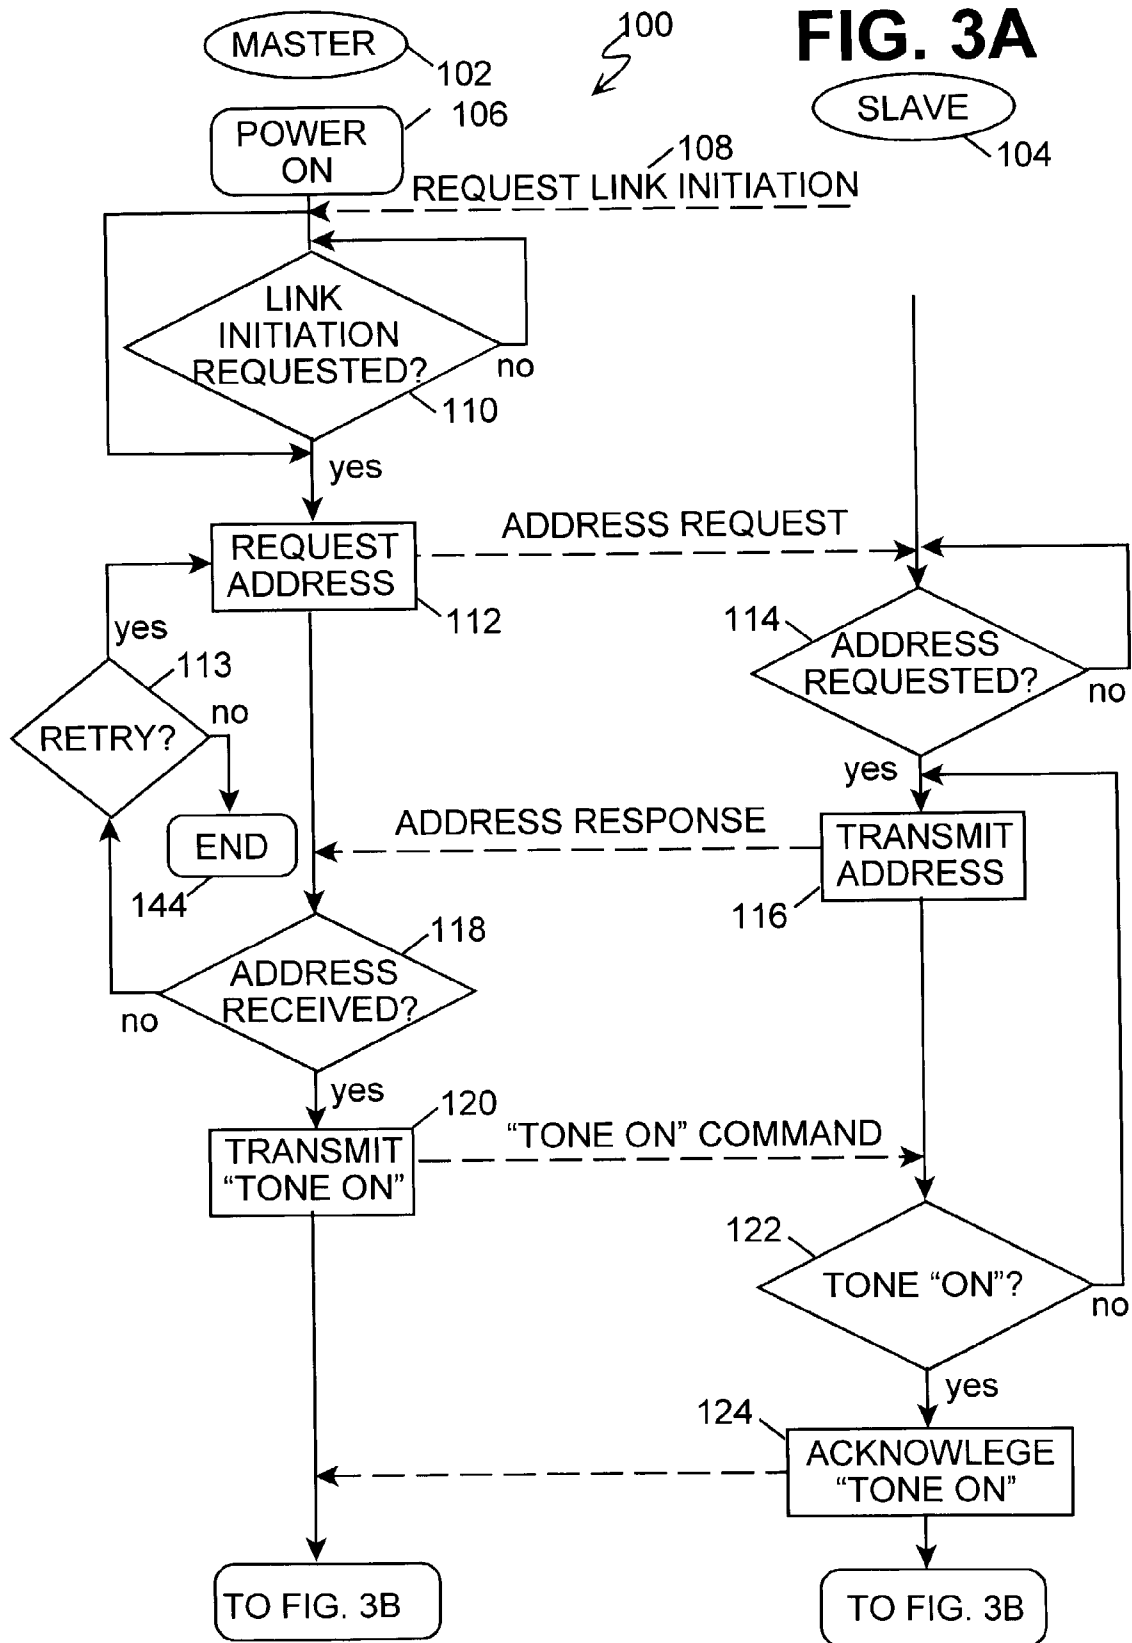 FIG. 3A
100
MASTER
102
SLAVE
104
POWER
ON
106
108
REQUEST LINK INITIATION
LINK
INITIATION
REQUESTED?
no
110
yes
REQUEST
ADDRESS
112
ADDRESS REQUEST
114
ADDRESS
REQUESTED?
no
yes
yes
113
RETRY?
no
END
144
ADDRESS RESPONSE
TRANSMIT
ADDRESS
116
118
ADDRESS
RECEIVED?
no
yes
120
TRANSMIT
“TONE ON”
“TONE ON” COMMAND
122
TONE “ON”?
no
yes
124
ACKNOWLEGE
“TONE ON”
TO FIG. 3B
TO FIG. 3B